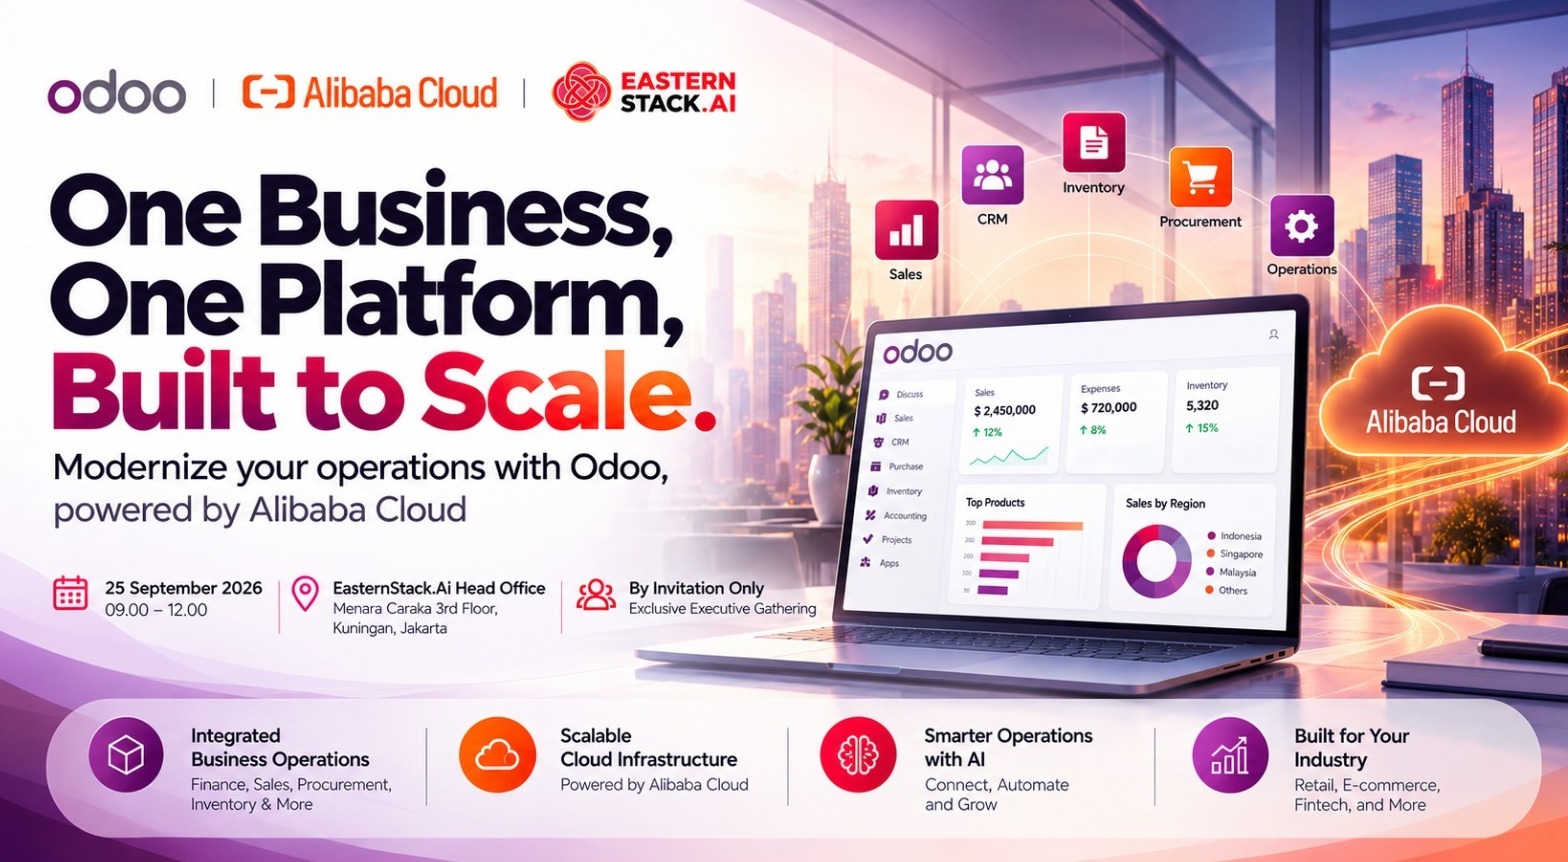 odoo
Alibaba Cloud
EASTERN
STACK.AI
One Business,
One Platform,
Built to Scale.
Modernize your operations with Odoo,
powered by Alibaba Cloud
25 September 2026
09.00 – 12.00
EasternStack.Ai Head Office
Menara Caraka 3rd Floor,
Kuningan, Jakarta
By Invitation Only
Exclusive Executive Gathering
Sales
CRM
Inventory
Procurement
Operations
odoo
Discuss
Sales
CRM
Purchase
Inventory
Accounting
Projects
Apps
Sales
$ 2,450,000
↑ 12%
Expenses
$ 720,000
↑ 8%
Inventory
5,320
↑ 15%
Top Products
200
200
100
Sales by Region
Indonesia
Singapore
Malaysia
Others
Alibaba Cloud
Integrated
Business Operations
Finance, Sales, Procurement,
Inventory & More
Scalable
Cloud Infrastructure
Powered by Alibaba Cloud
Smarter Operations
with AI
Connect, Automate
and Grow
Built for Your
Industry
Retail, E-commerce,
Fintech, and More